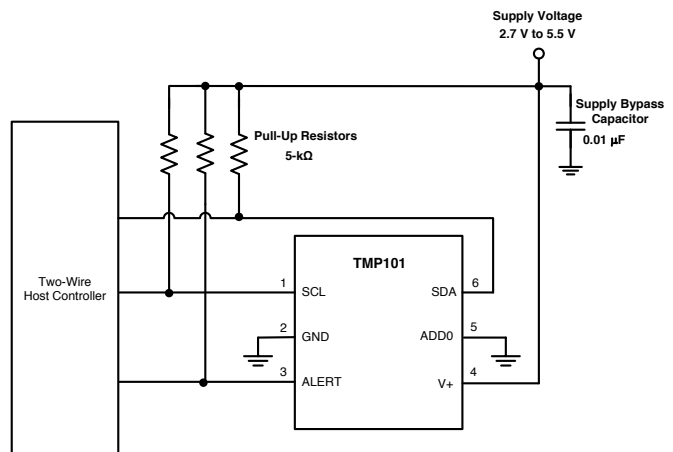 Supply Voltage
2.7 V to 5.5 V
Supply Bypass
Capacitor
0.01 µF
Pull-Up Resistors
5-kΩ
Two-Wire
Host Controller
TMP101
1
SCL
SDA
6
2
GND
ADD0
5
3
ALERT
V+
4